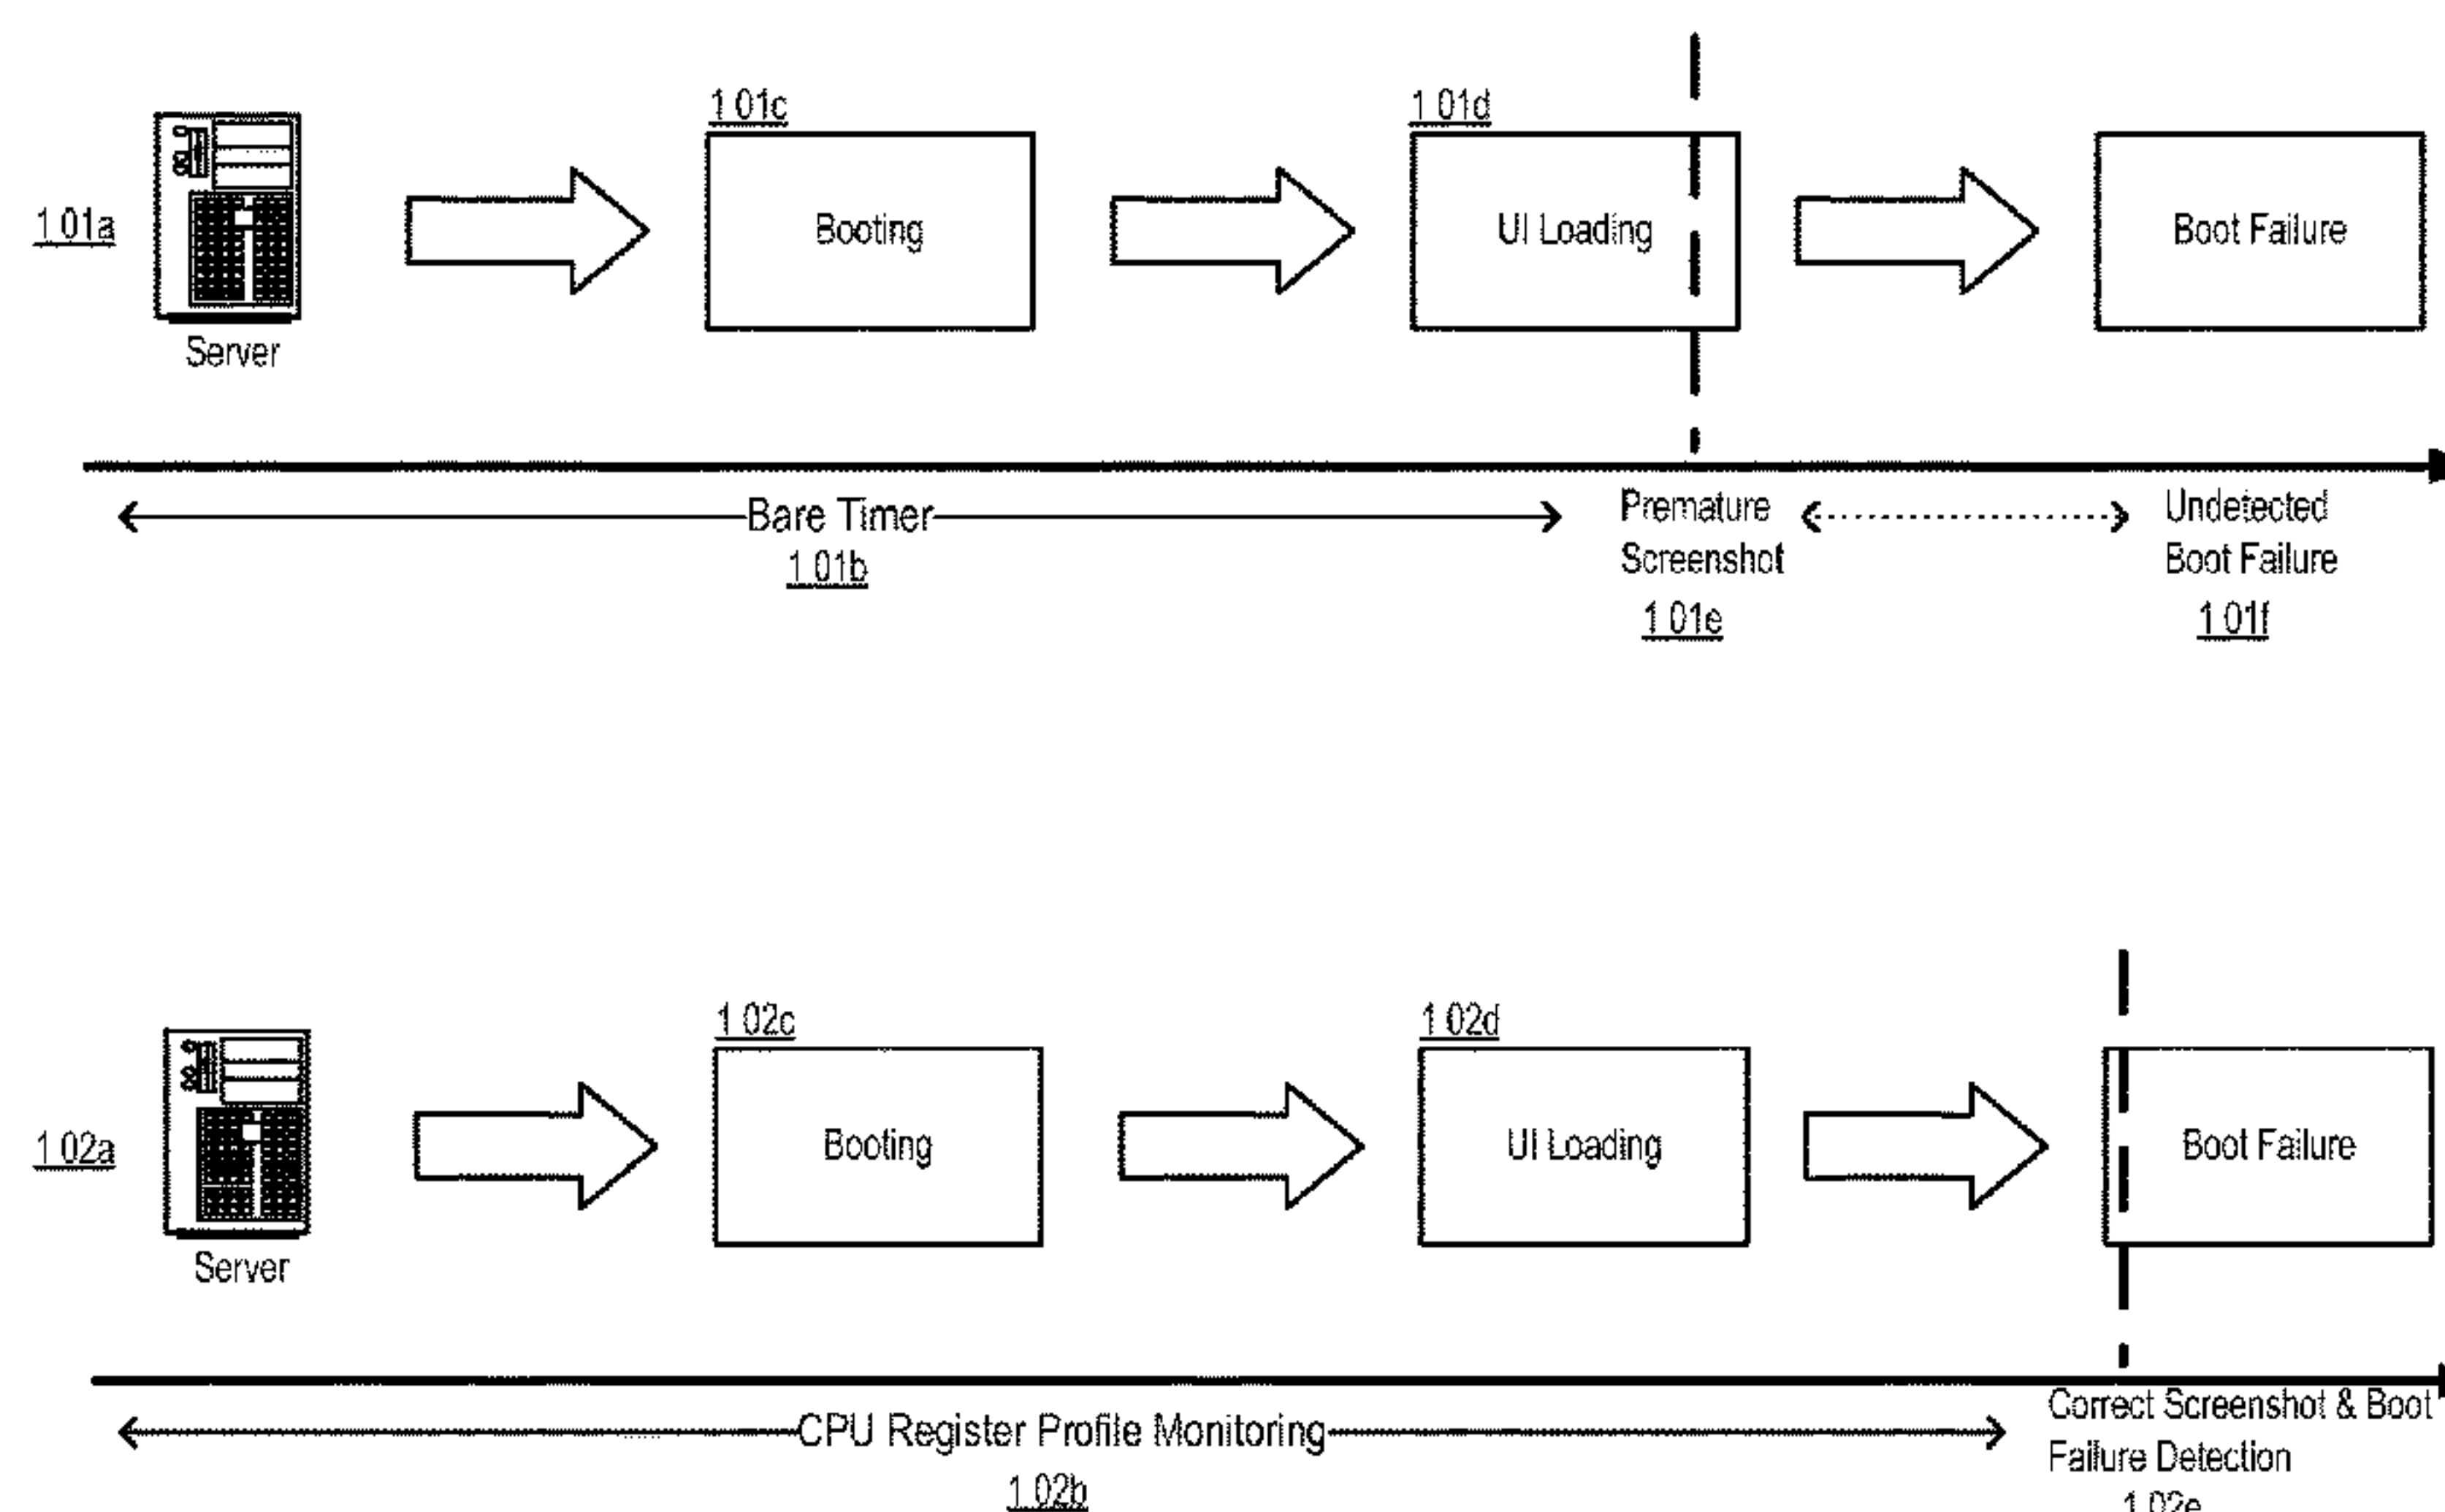 101c
101d
101a
Booting
UI Loading
Boot Failure
Server
Bare Timer
101b
Premature
Screenshot
101e
Undetected
Boot Failure
101f
102c
102d
102a
Booting
UI Loading
Boot Failure
Server
CPU Register Profile Monitoring
102b
Correct Screenshot & Boot
Failure Detection
102e